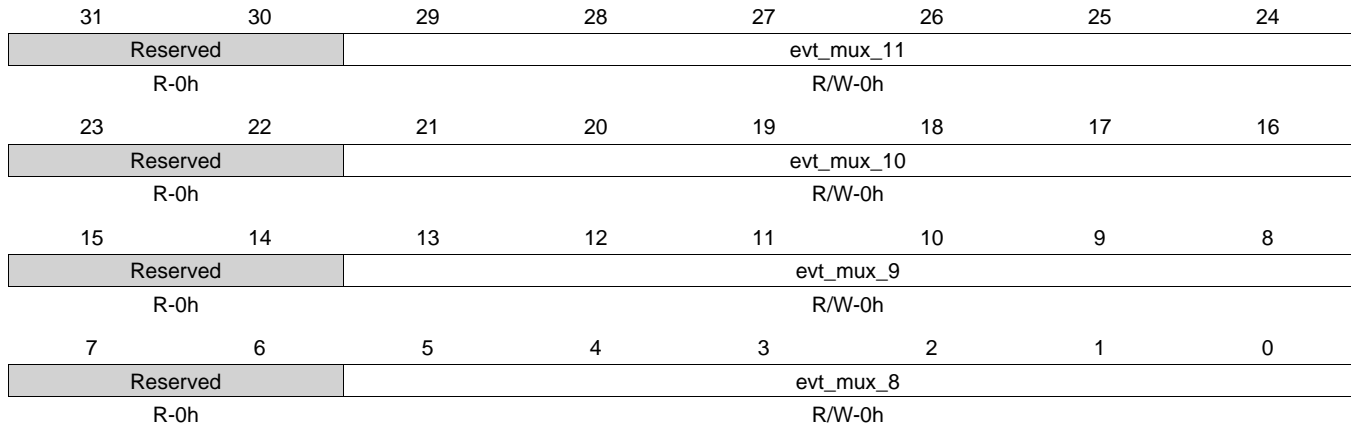 31 30 29 28 27 26 25 24
Reserved evt_mux_11
R-0h R/W-0h
23 22 21 20 19 18 17 16
Reserved evt_mux_10
R-0h R/W-0h
15 14 13 12 11 10 9 8
Reserved evt_mux_9
R-0h R/W-0h
7 6 5 4 3 2 1 0
Reserved evt_mux_8
R-0h R/W-0h